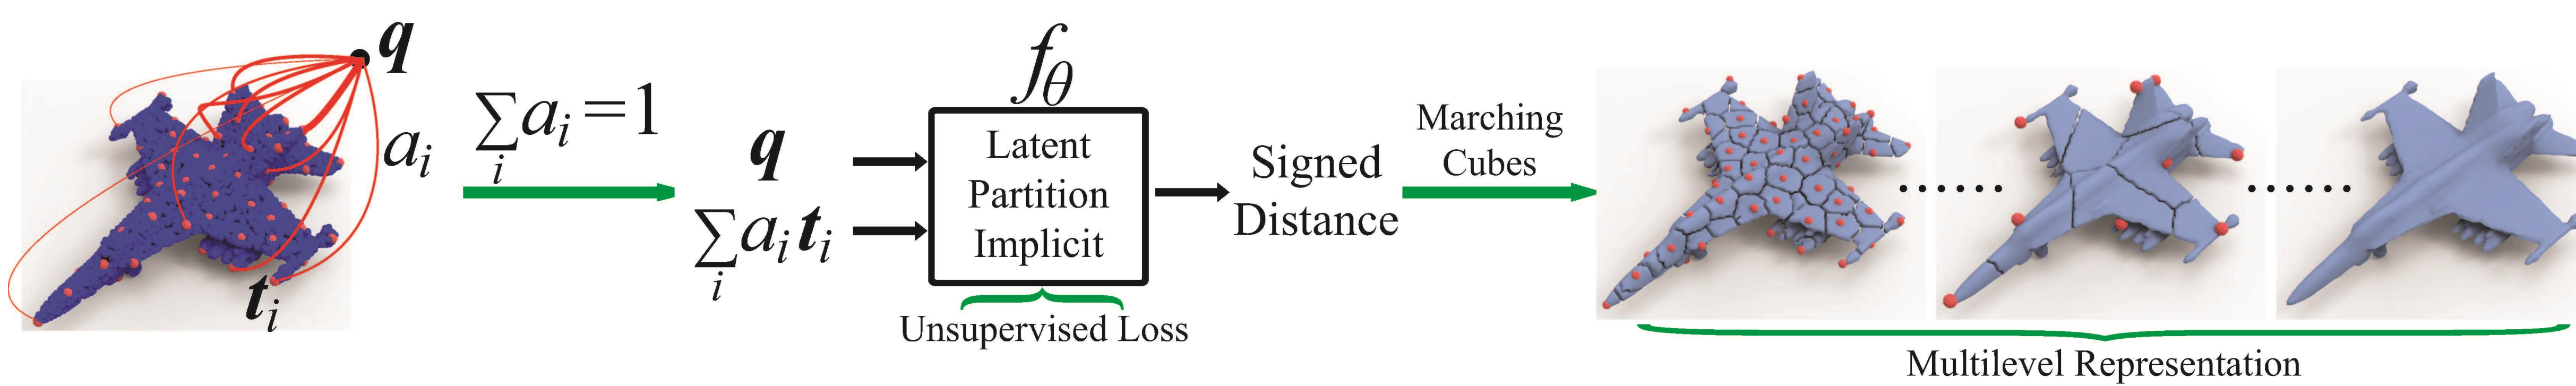 q
a_i
t_i
∑_i a_i = 1
q
∑_i a_i t_i
f_θ
Latent
Partition
Implicit
Unsupervised Loss
Signed
Distance
Marching
Cubes
Multilevel Representation